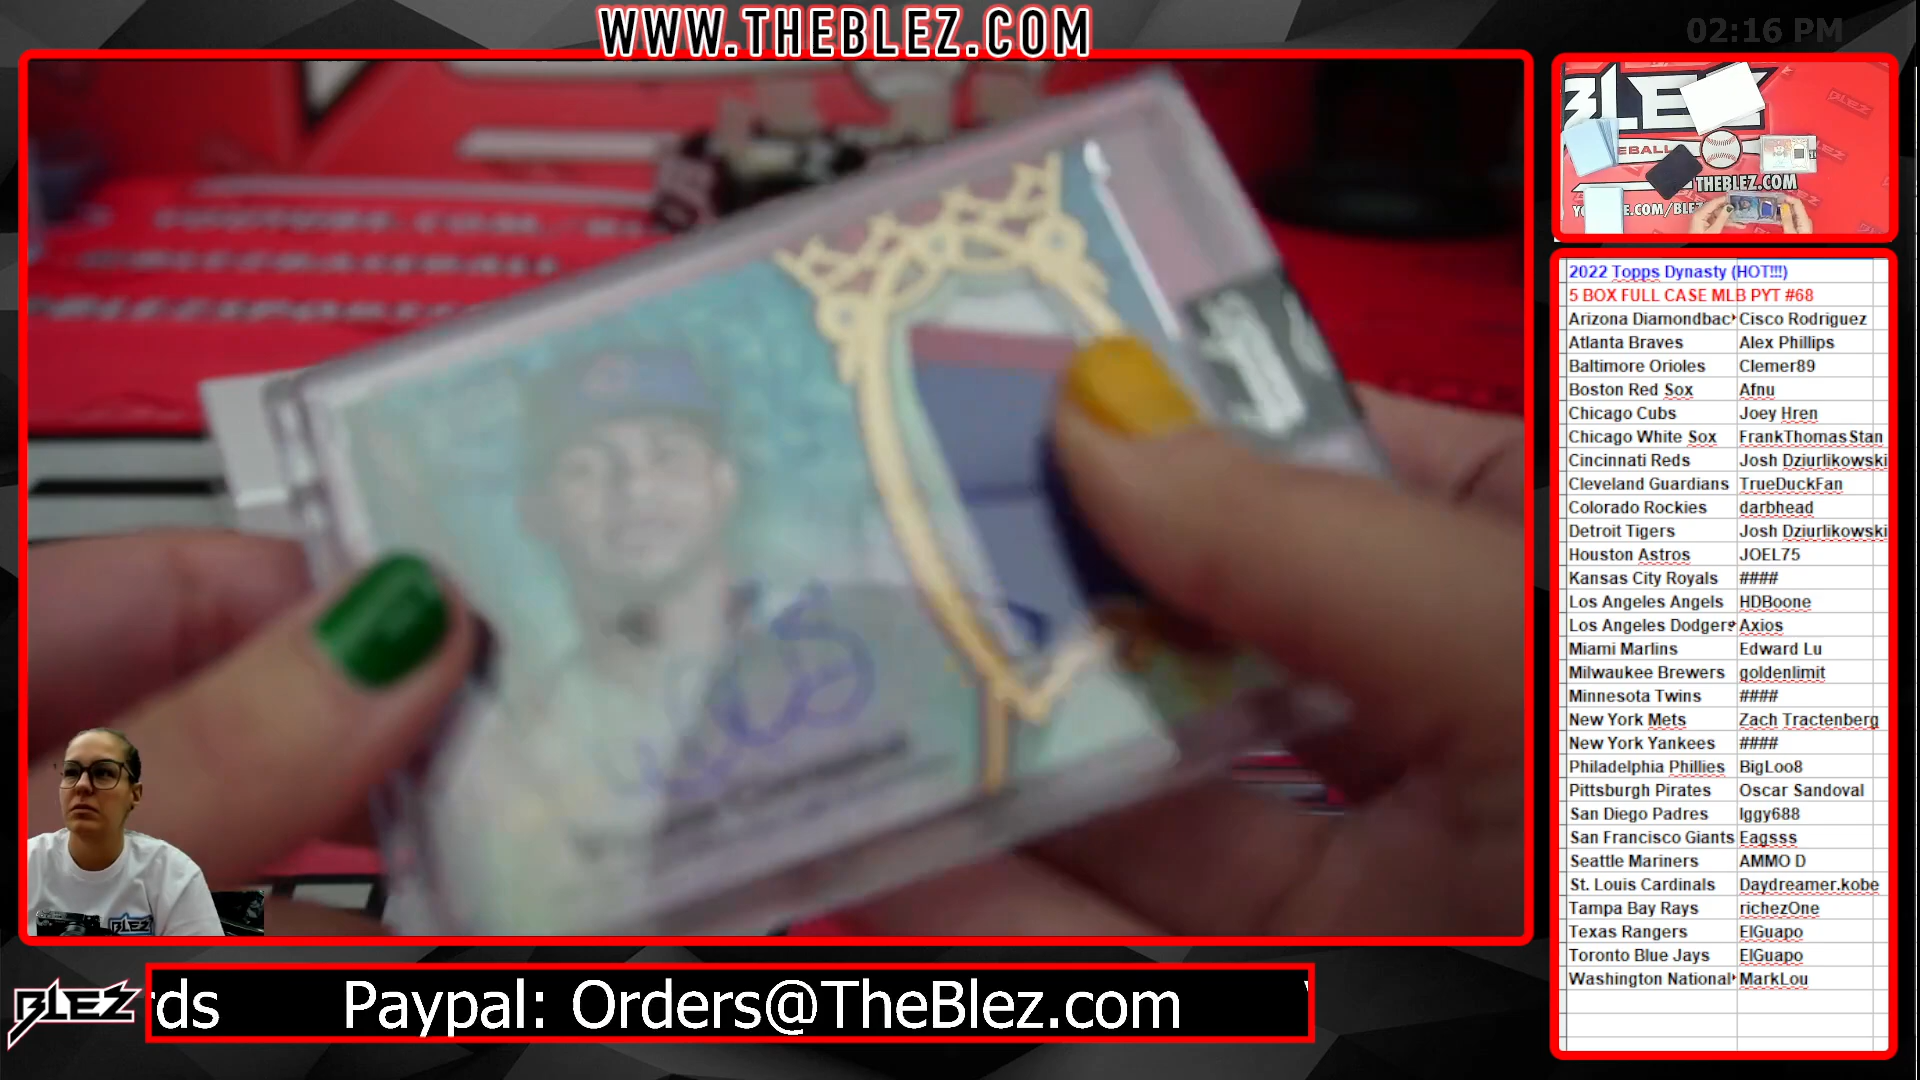 WWW.THEBLEZ.COM
02:16 PM
BLEZ
EBALL
BLEZ
THEBLEZ.COM
2022 Topps Dynasty (HOT!!!)
5 BOX FULL CASE MLB PYT #68
Arizona Diamondbac Cisco Rodriguez
Atlanta Braves Alex Phillips
Baltimore Orioles Clemer89
Boston Red Sox Afnu
Chicago Cubs Joey Hren
Chicago White Sox FrankThomasStan
Cincinnati Reds Josh Dziurlikowski
Cleveland Guardians TrueDuckFan
Colorado Rockies darbhead
Detroit Tigers Josh Dziurlikowski
Houston Astros JOEL75
Kansas City Royals ####
Los Angeles Angels HDBoone
Los Angeles Dodgers Axios
Miami Marlins Edward Lu
Milwaukee Brewers goldenlimit
Minnesota Twins ####
New York Mets Zach Tractenberg
New York Yankees ####
Philadelphia Phillies BigLoo8
Pittsburgh Pirates Oscar Sandoval
San Diego Padres Iggy688
San Francisco Giants Eagsss
Seattle Mariners AMMO D
St. Louis Cardinals Daydreamer.kobe
Tampa Bay Rays richezOne
Texas Rangers ElGuapo
Toronto Blue Jays ElGuapo
Washington National MarkLou
BLEZ
BLEZ
rds Paypal: Orders@TheBlez.com